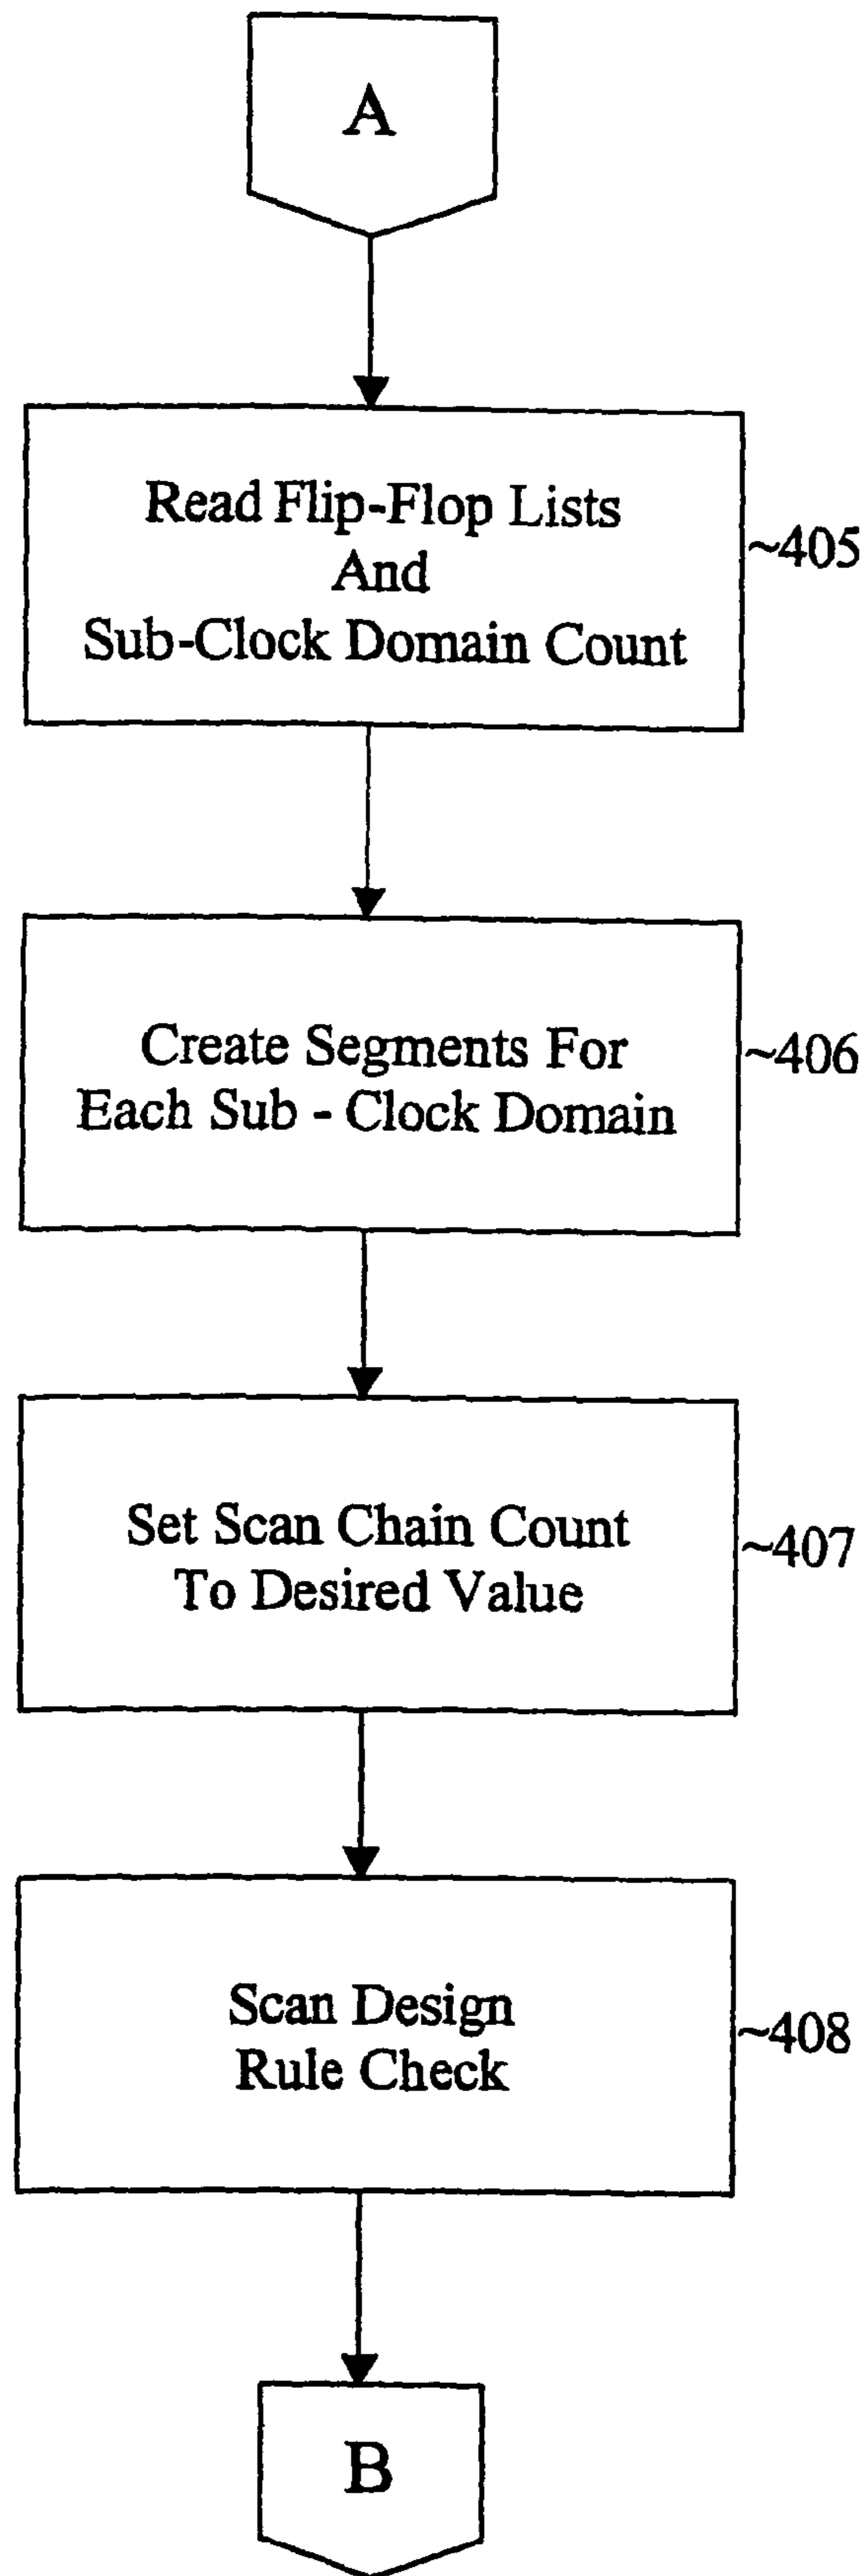 A
Read Flip-Flop Lists
And
Sub-Clock Domain Count
~405
Create Segments For
Each Sub - Clock Domain
~406
Set Scan Chain Count
To Desired Value
~407
Scan Design
Rule Check
~408
B